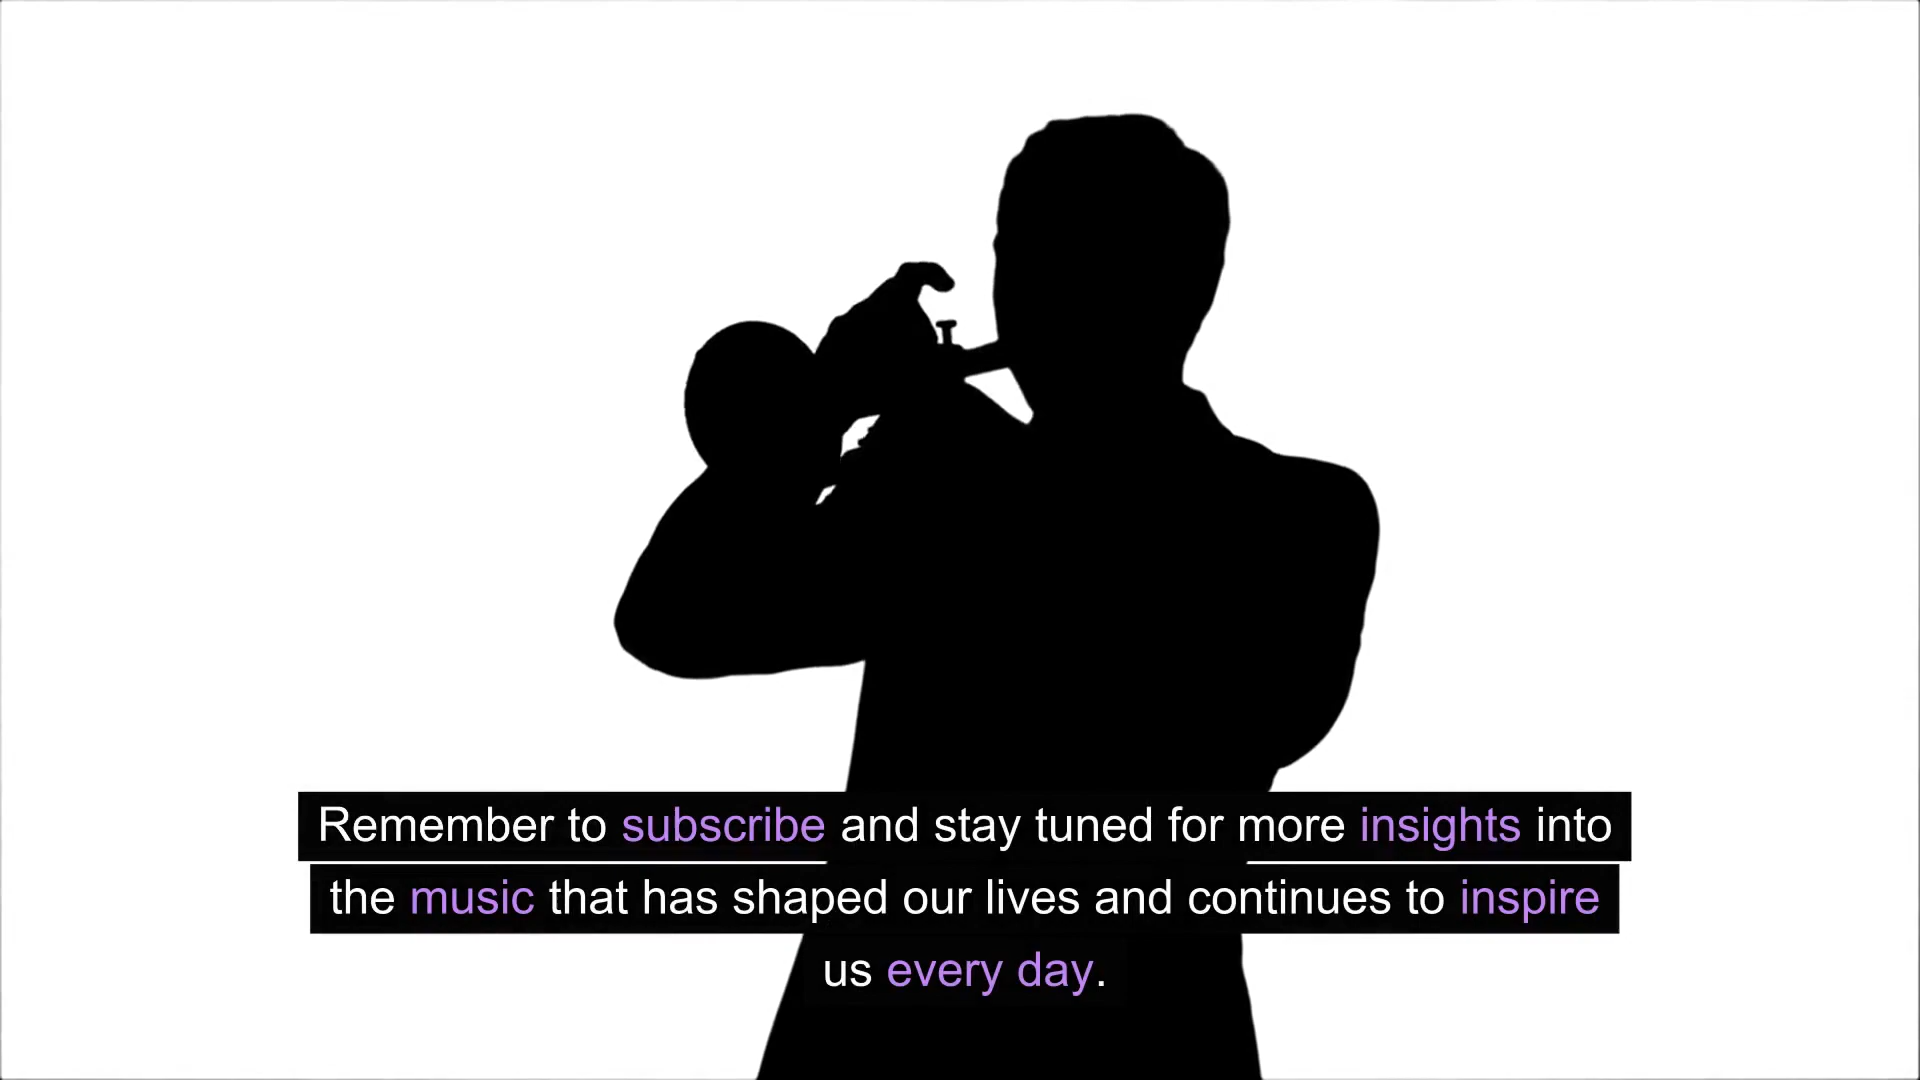 Remember to subscribe and stay tuned for more insights into
the music that has shaped our lives and continues to inspire
us every day.